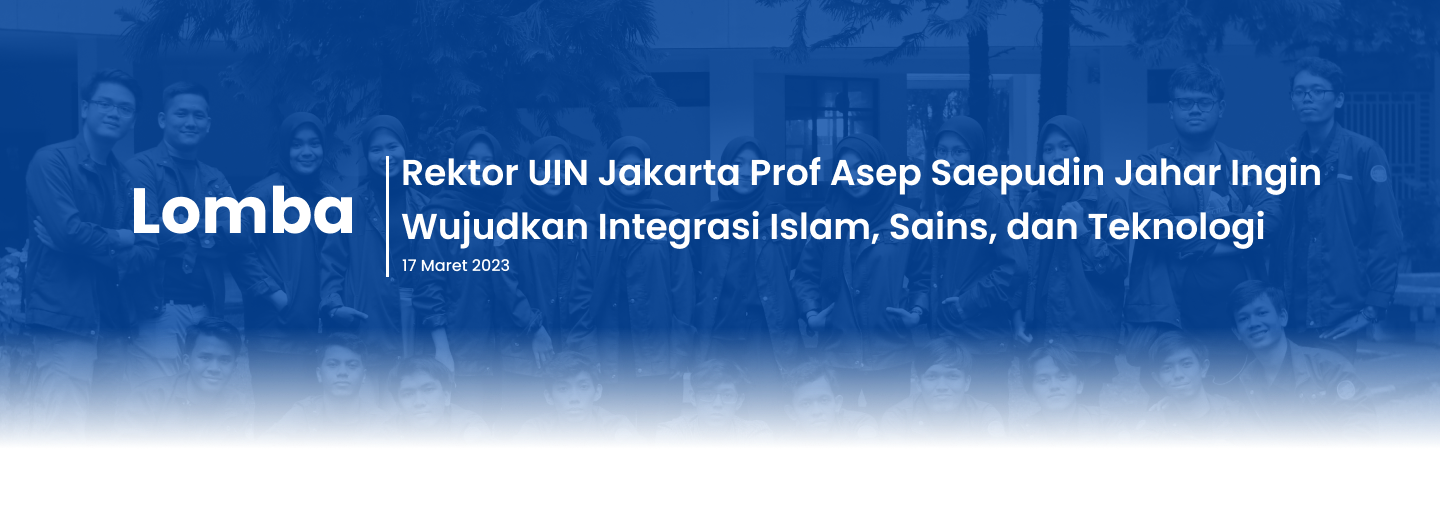 Lomba
Rektor UIN Jakarta Prof Asep Saepudin Jahar Ingin
Wujudkan Integrasi Islam, Sains, dan Teknologi
17 Maret 2023